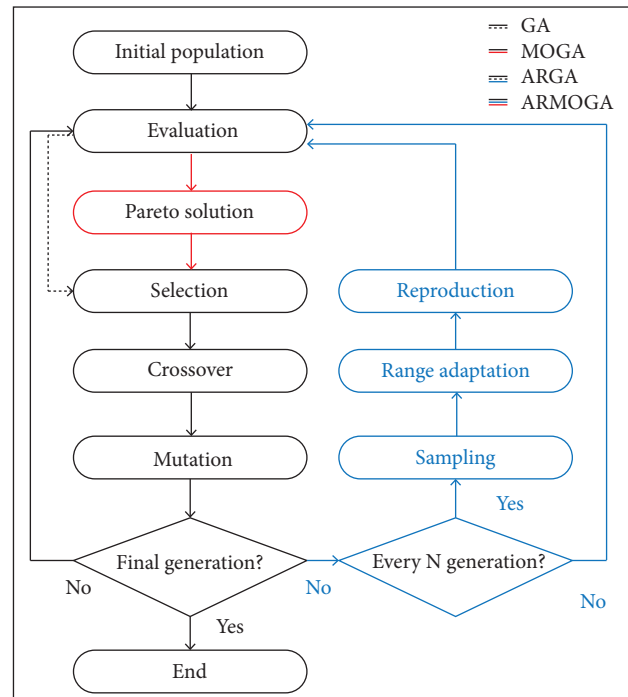 Initial population
GA
MOGA
ARGA
ARMOGA
Evaluation
Pareto solution
Selection
Reproduction
Crossover
Range adaptation
Mutation
Sampling
Yes
Final generation?
Every N generation?
No
No
No
Yes
End